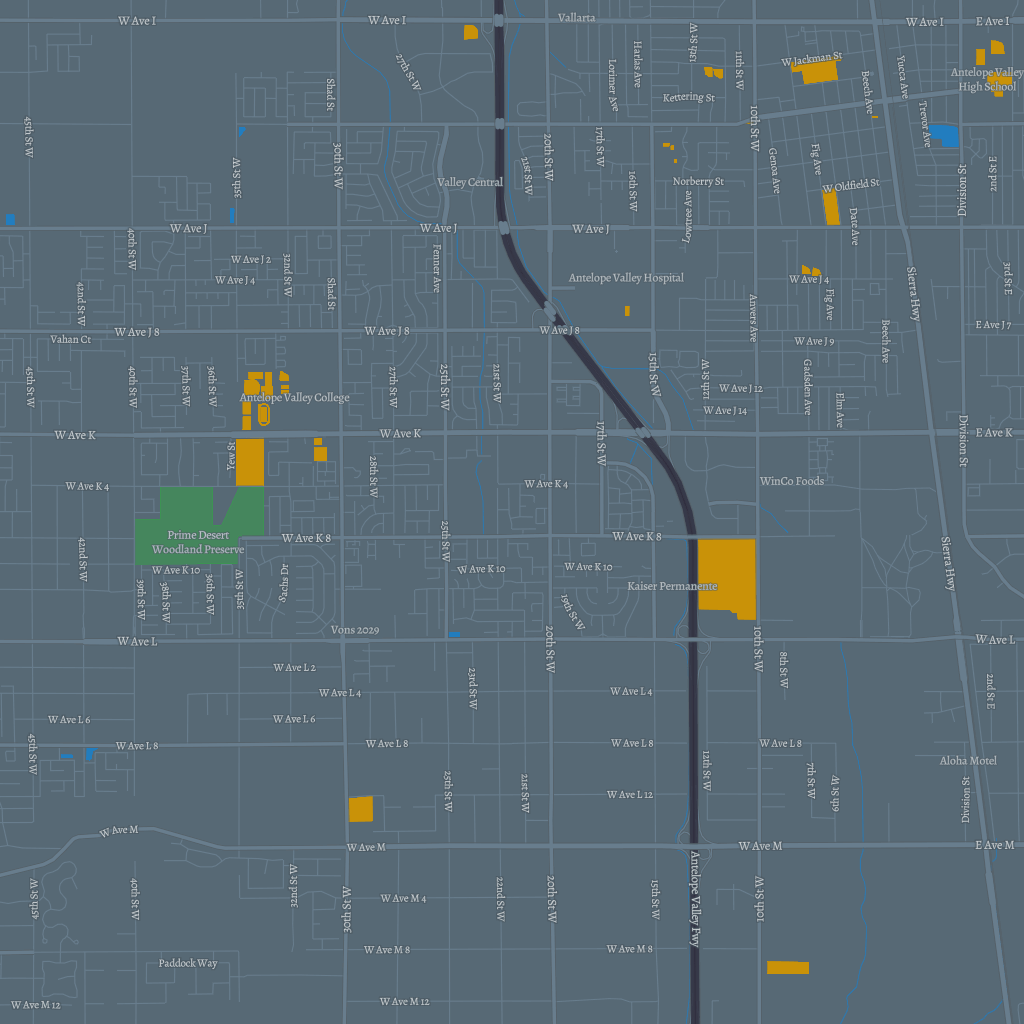 W Ave I
W Ave I
Vallarta
W Ave I
E Ave I
13th St W
Harlas Ave
11th St W
27th St W
Lorimer Ave
W Jackman St
Yucca Ave
Beech Ave
Antelope Valley
High School
Shad St
Kettering St
Trevor Ave
45th St W
30th St W
20th St W
17th St W
10th St W
Genoa Ave
Fig Ave
35th St W
21st St W
Valley Central
16th St W
Norberry St
W Oldfield St
Division St
2nd St E
Lowtree Ave
Date Ave
W Ave J
W Ave J
W Ave J
40th St W
Fenner Ave
W Ave J 2
32nd St W
W Ave J 4
Antelope Valley Hospital
W Ave J 4
Sierra Hwy
3rd St E
42nd St W
Shad St
Fig Ave
Anvers Ave
W Ave J 8
W Ave J 8
W Ave J 8
E Ave J 7
Vahan Ct
W Ave J 9
Beech Ave
45th St W
40th St W
37th St W
36th St W
27th St W
25th St W
21st St W
15th St W
12th St W
W Ave J 12
Gadsden Ave
Antelope Valley College
W Ave J 14
Elm Ave
W Ave K
W Ave K
17th St W
E Ave K
Division St
Yew St
28th St W
W Ave K 4
W Ave K 4
WinCo Foods
Prime Desert
Woodland Preserve
W Ave K 8
25th St W
W Ave K 8
42nd St W
Sierra Hwy
W Ave K 10
W Ave K 10
W Ave K 10
39th St W
38th St W
36th St W
35th St W
Sachs Dr
Kaiser Permanente
19th St W
W Ave L
Vons 2029
20th St W
10th St W
W Ave L
W Ave L 2
23rd St W
8th St W
2nd St E
W Ave L 4
W Ave L 4
W Ave L 6
W Ave L 6
45th St W
W Ave L 8
W Ave L 8
W Ave L 8
W Ave L 8
12th St W
Aloha Motel
25th St W
21st St W
W Ave L 12
7th St W
6th St W
Division St
W Ave M
W Ave M
W Ave M
E Ave M
45th St W
40th St W
32nd St W
30th St W
W Ave M 4
22nd St W
20th St W
15th St W
Antelope Valley Fwy
10th St W
W Ave M 8
W Ave M 8
Paddock Way
W Ave M 12
W Ave M 12